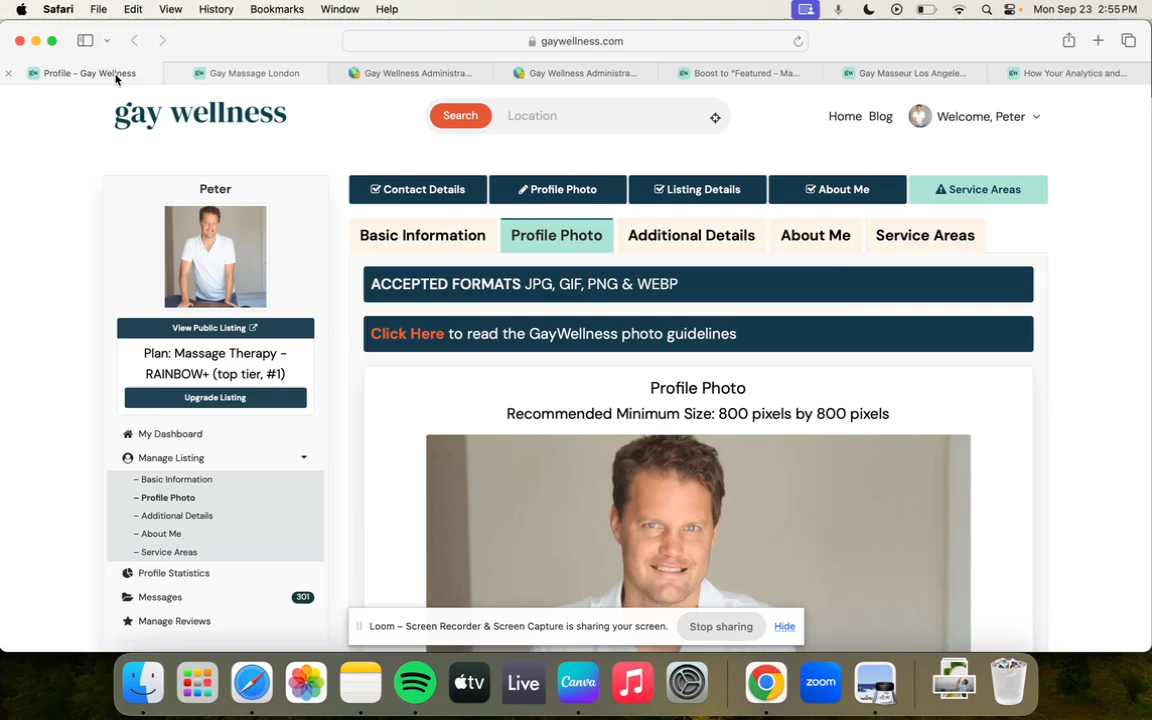 Safari File Edit View History Bookmarks Window Help Mon Sep 23 2:55PM
gaywellness.com
Profile - Gay Wellness Gay Massage London Gay Wellness Administra... Gay Wellness Administra... Boost to "Featured - Ma... Gay Masseur Los Angele... How Your Analytics and...
gay wellness Search Location Home Blog Welcome, Peter
Peter
Contact Details Profile Photo Listing Details About Me Service Areas
Basic Information Profile Photo Additional Details About Me Service Areas
ACCEPTED FORMATS JPG, GIF, PNG & WEBP
Click Here to read the GayWellness photo guidelines
Profile Photo
Recommended Minimum Size: 800 pixels by 800 pixels
View Public Listing
Plan: Massage Therapy -
RAINBOW+ (top tier, #1)
Upgrade Listing
My Dashboard
Manage Listing
– Basic Information
– Profile Photo
– Additional Details
– About Me
– Service Areas
Profile Statistics
Messages 301
Manage Reviews
Loom – Screen Recorder & Screen Capture is sharing your screen. Stop sharing Hide
tv Live Canva zoom